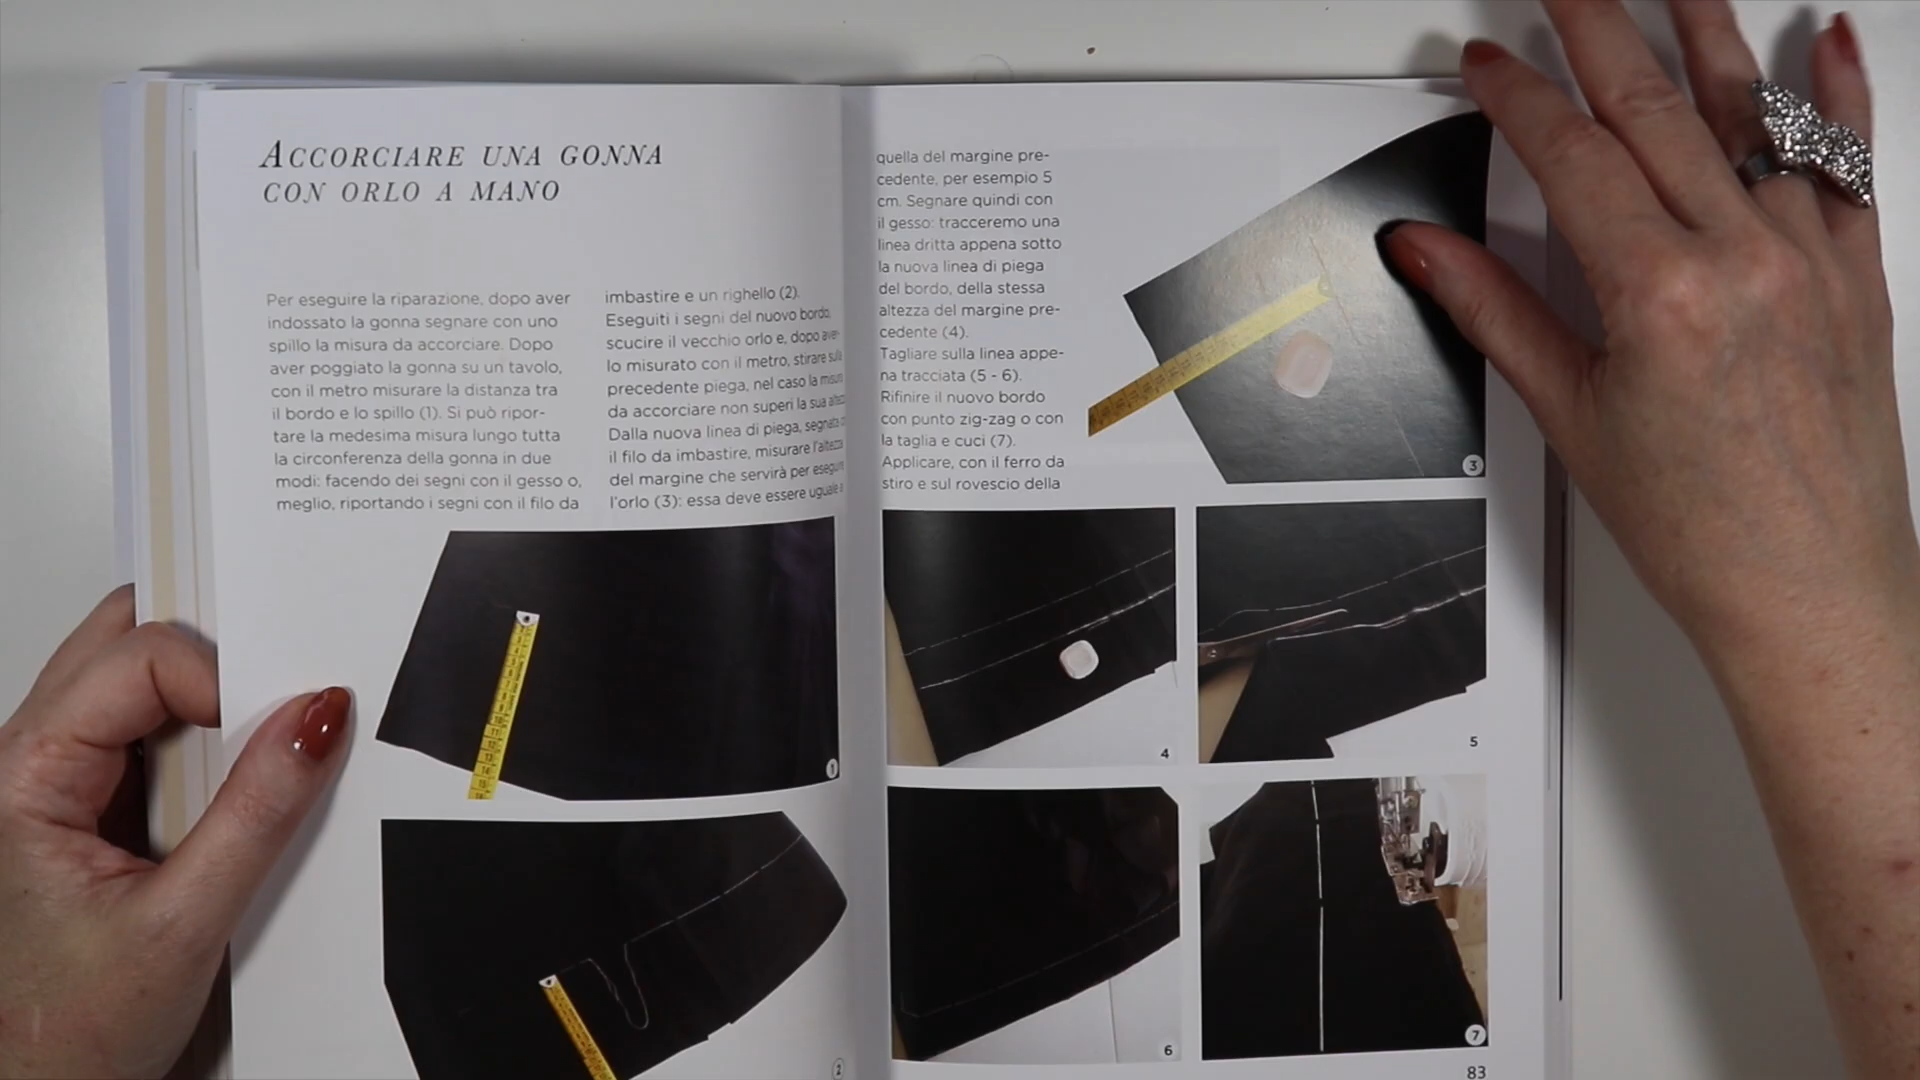 ACCORCIARE UNA GONNA
CON ORLO A MANO
Per eseguire la riparazione, dopo aver
indossato la gonna segnare con uno
spillo la misura da accorciare. Dopo
aver poggiato la gonna su un tavolo,
con il metro misurare la distanza tra
il bordo e lo spillo (1). Si può ripor-
tare la medesima misura lungo tutta
la circonferenza della gonna in due
modi: facendo dei segni con il gesso o,
meglio, riportando i segni con il filo da
imbastire e un righello (2).
Eseguiti i segni del nuovo bordo,
scucire il vecchio orlo e, dopo aver-
lo misurato con il metro, stirare sulla
precedente piega, nel caso la misura
da accorciare non superi la sua altezza.
Dalla nuova linea di piega, segnata
il filo da imbastire, misurare l'altezza
del margine che servirà per eseguire
l'orlo (3): essa deve essere uguale a
1
2
quella del margine pre-
cedente, per esempio 5
cm. Segnare quindi con
il gesso: tracceremo una
linea dritta appena sotto
la nuova linea di piega
del bordo, della stessa
altezza del margine pre-
cedente (4).
Tagliare sulla linea appe-
na tracciata (5 - 6).
Rifinire il nuovo bordo
con punto zig-zag o con
la taglia e cuci (7).
Applicare, con il ferro da
stiro e sul rovescio della
3
4
5
6
7
83